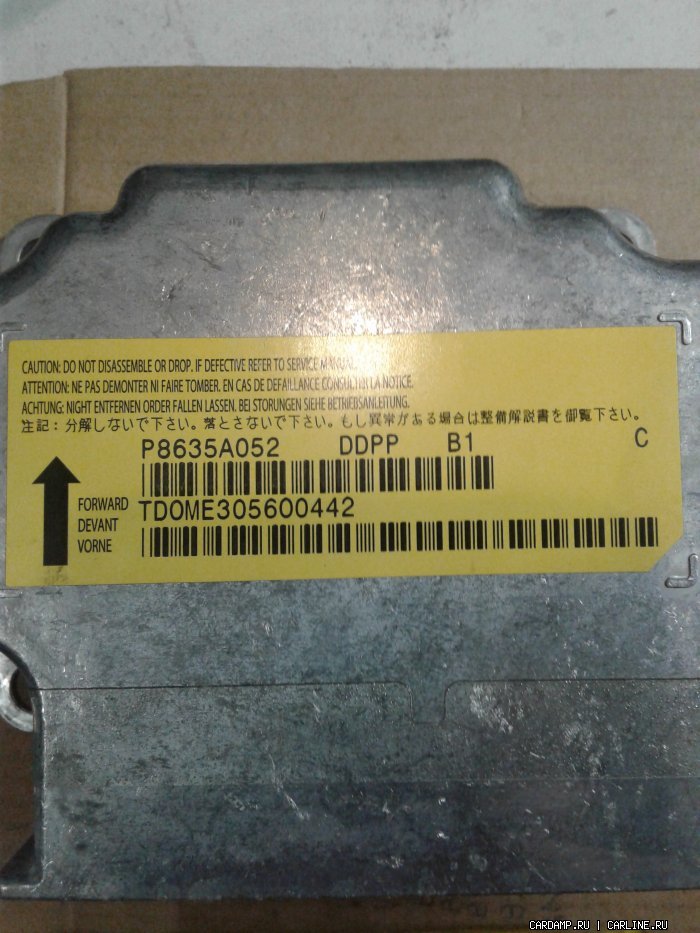 CAUTION: DO NOT DISASSEMBLE OR DROP. IF DEFECTIVE REFER TO SERVICE MANUAL.
ATTENTION: NE PAS DEMONTER NI FAIRE TOMBER. EN CAS DE DEFAILLANCE CONSULTER LA NOTICE.
ACHTUNG: NIGHT ENTFERNEN ORDER FALLEN LASSEN. BEI STORUNGEN SIEHE BETRIEBSANLEITUNG.
注記: 分解しないで下さい。落とさないで下さい。もし異常がある場合は整備解説書を御覧下さい。
P8635A052 DDPP B1 C
FORWARD TDOME305600442
DEVANT
VORNE
CARDAMP.RU | CARLINE.RU